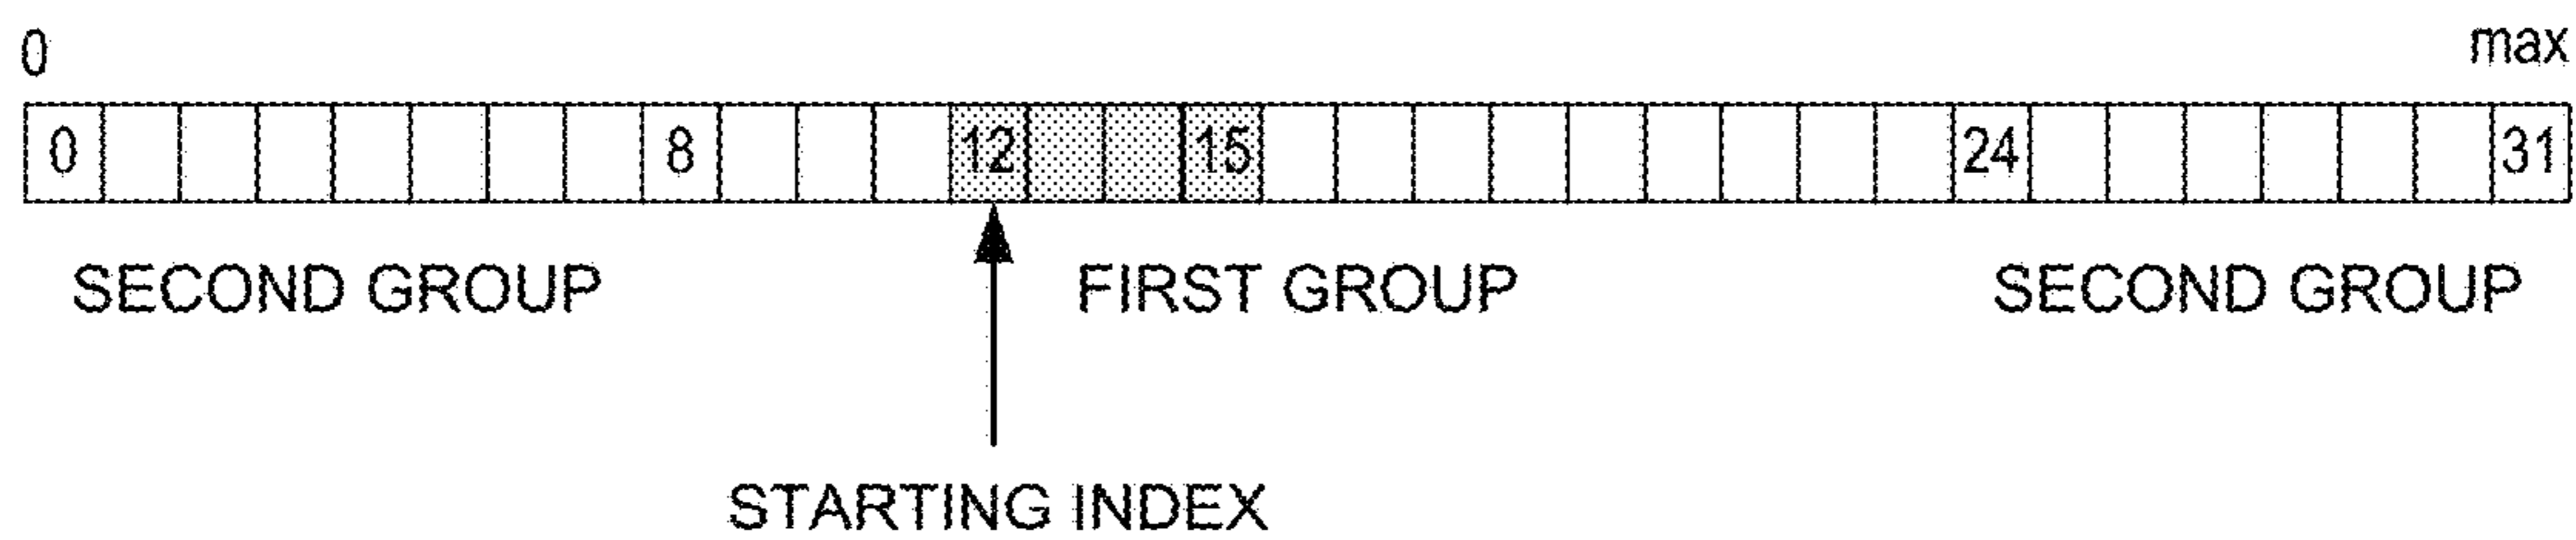 0 max
0 8 12 15 24 31
SECOND GROUP FIRST GROUP SECOND GROUP
STARTING INDEX